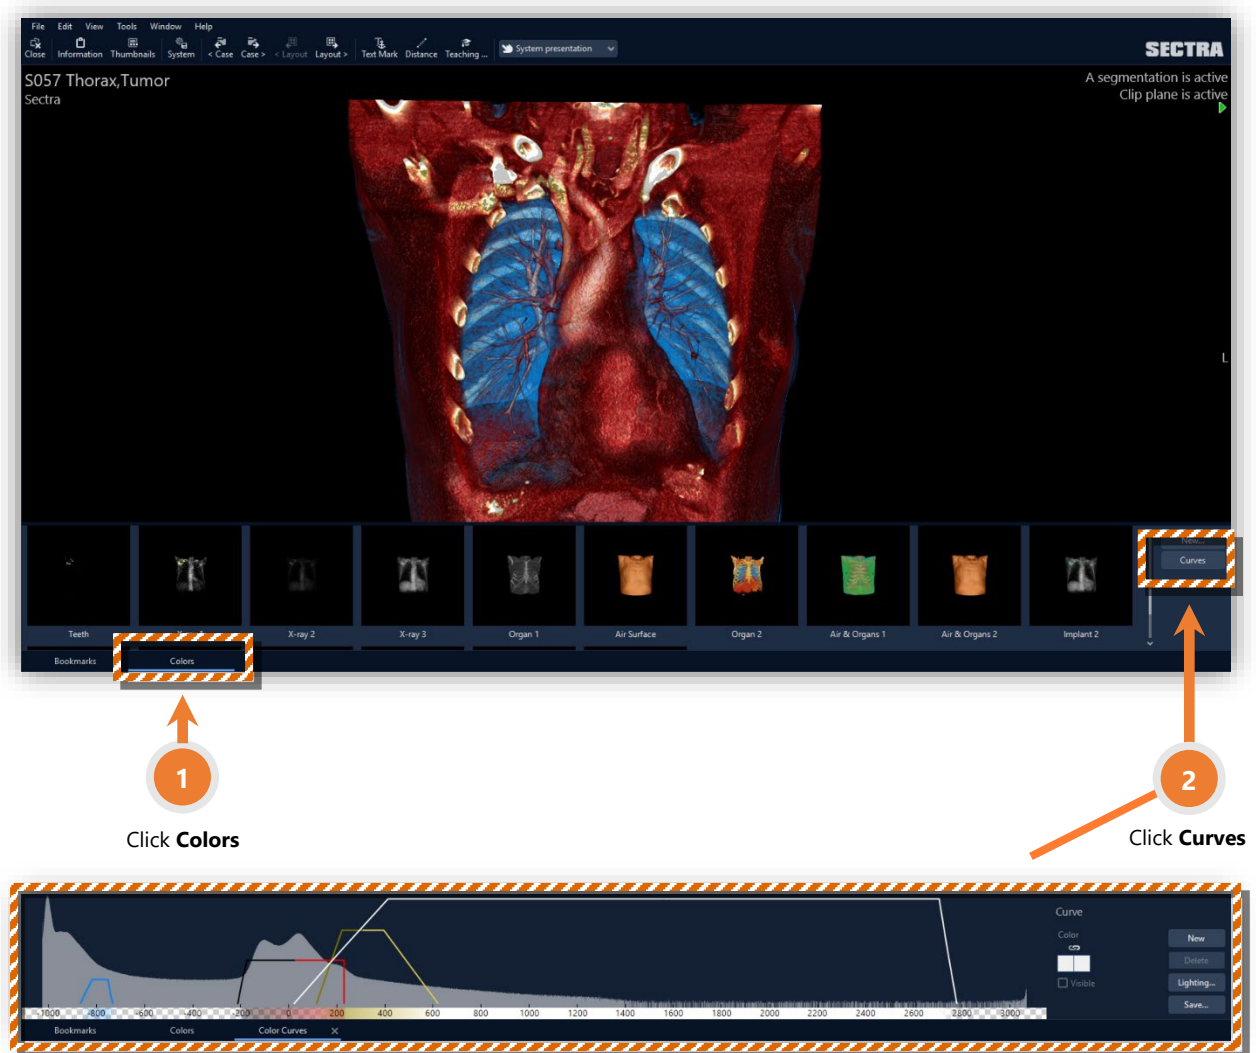 File Edit View Tools Window Help
Close Information Thumbnails System < Case Case > < Layout Layout > Text Mark Distance Teaching ... System presentation
SECTRA
S057 Thorax,Tumor
Sectra
A segmentation is active
Clip plane is active
L
New...
Curves
Teeth X-ray 2 X-ray 3 Organ 1 Air Surface Organ 2 Air & Organs 1 Air & Organs 2 Implant 2
Bookmarks Colors
1
2
Click Colors
Click Curves
Curve
Color
New
Delete
Visible
Lighting...
Save...
-1000 -800 -600 -400 -200 0 200 400 600 800 1000 1200 1400 1600 1800 2000 2200 2400 2600 2800 3000
Bookmarks Colors Color Curves X